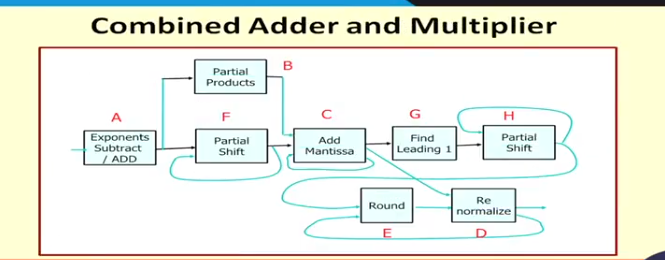 Combined Adder and Multiplier
Partial
Products
B
A
F
C
G
H
Exponents
Subtract
/ ADD
Partial
Shift
Add
Mantissa
Find
Leading 1
Partial
Shift
Round
Re
normalize
E
D